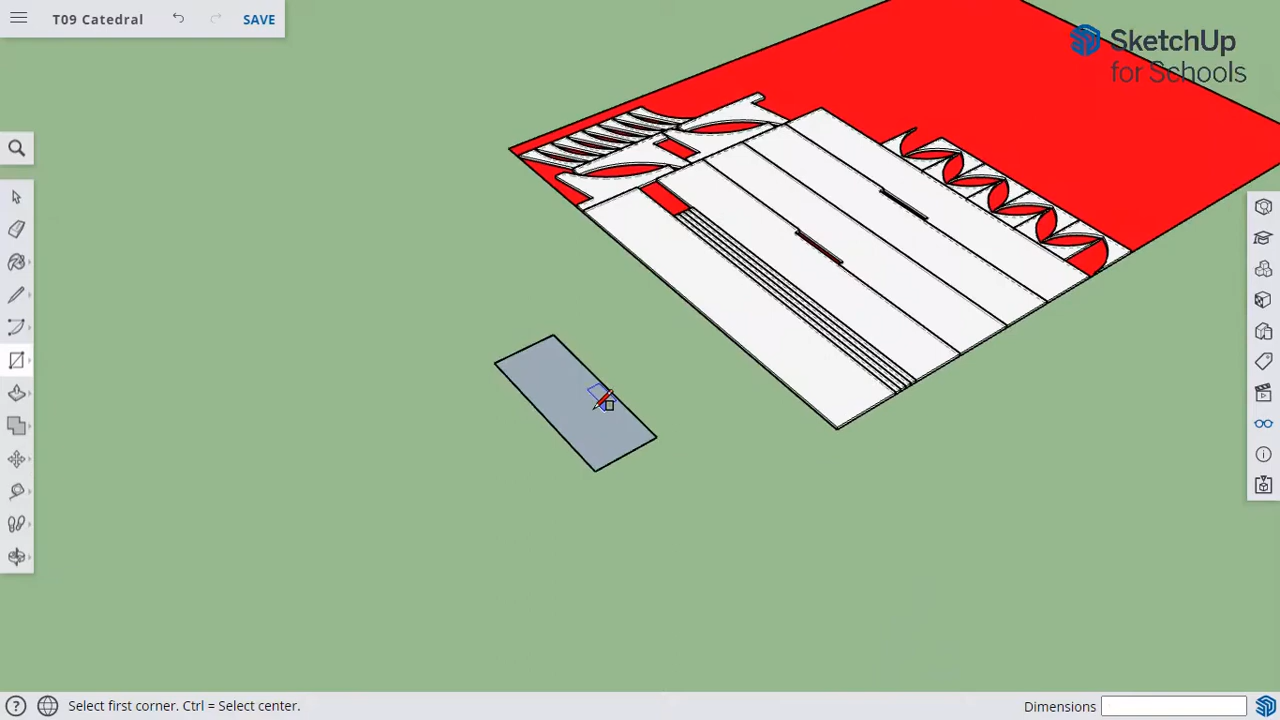 T09 Catedral
SAVE
SketchUp
for Schools
Select first corner. Ctrl = Select center.
Dimensions